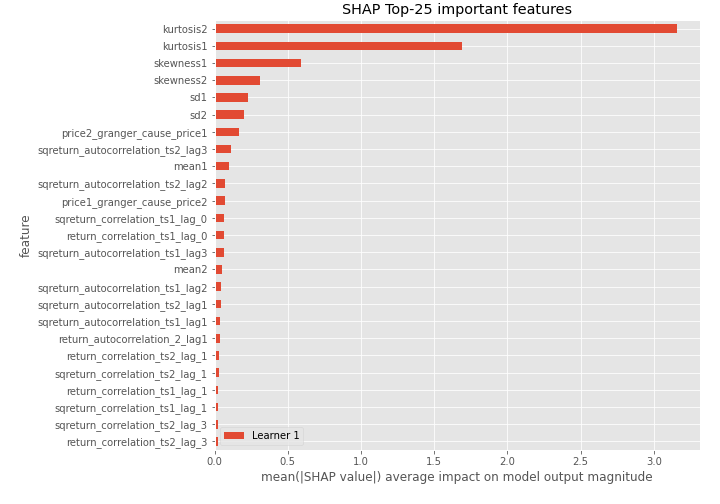 SHAP Top-25 important features
kurtosis2
kurtosis1
skewness1
skewness2
sd1
sd2
price2_granger_cause_price1
sqreturn_autocorrelation_ts2_lag3
mean1
sqreturn_autocorrelation_ts2_lag2
price1_granger_cause_price2
sqreturn_correlation_ts1_lag_0
return_correlation_ts1_lag_0
sqreturn_autocorrelation_ts1_lag3
mean2
sqreturn_autocorrelation_ts1_lag2
sqreturn_autocorrelation_ts2_lag1
sqreturn_autocorrelation_ts1_lag1
return_autocorrelation_2_lag1
return_correlation_ts2_lag_1
sqreturn_correlation_ts2_lag_1
return_correlation_ts1_lag_1
sqreturn_correlation_ts1_lag_1
sqreturn_correlation_ts2_lag_3
return_correlation_ts2_lag_3
feature
Learner 1
0.0 0.5 1.0 1.5 2.0 2.5 3.0
mean(|SHAP value|) average impact on model output magnitude